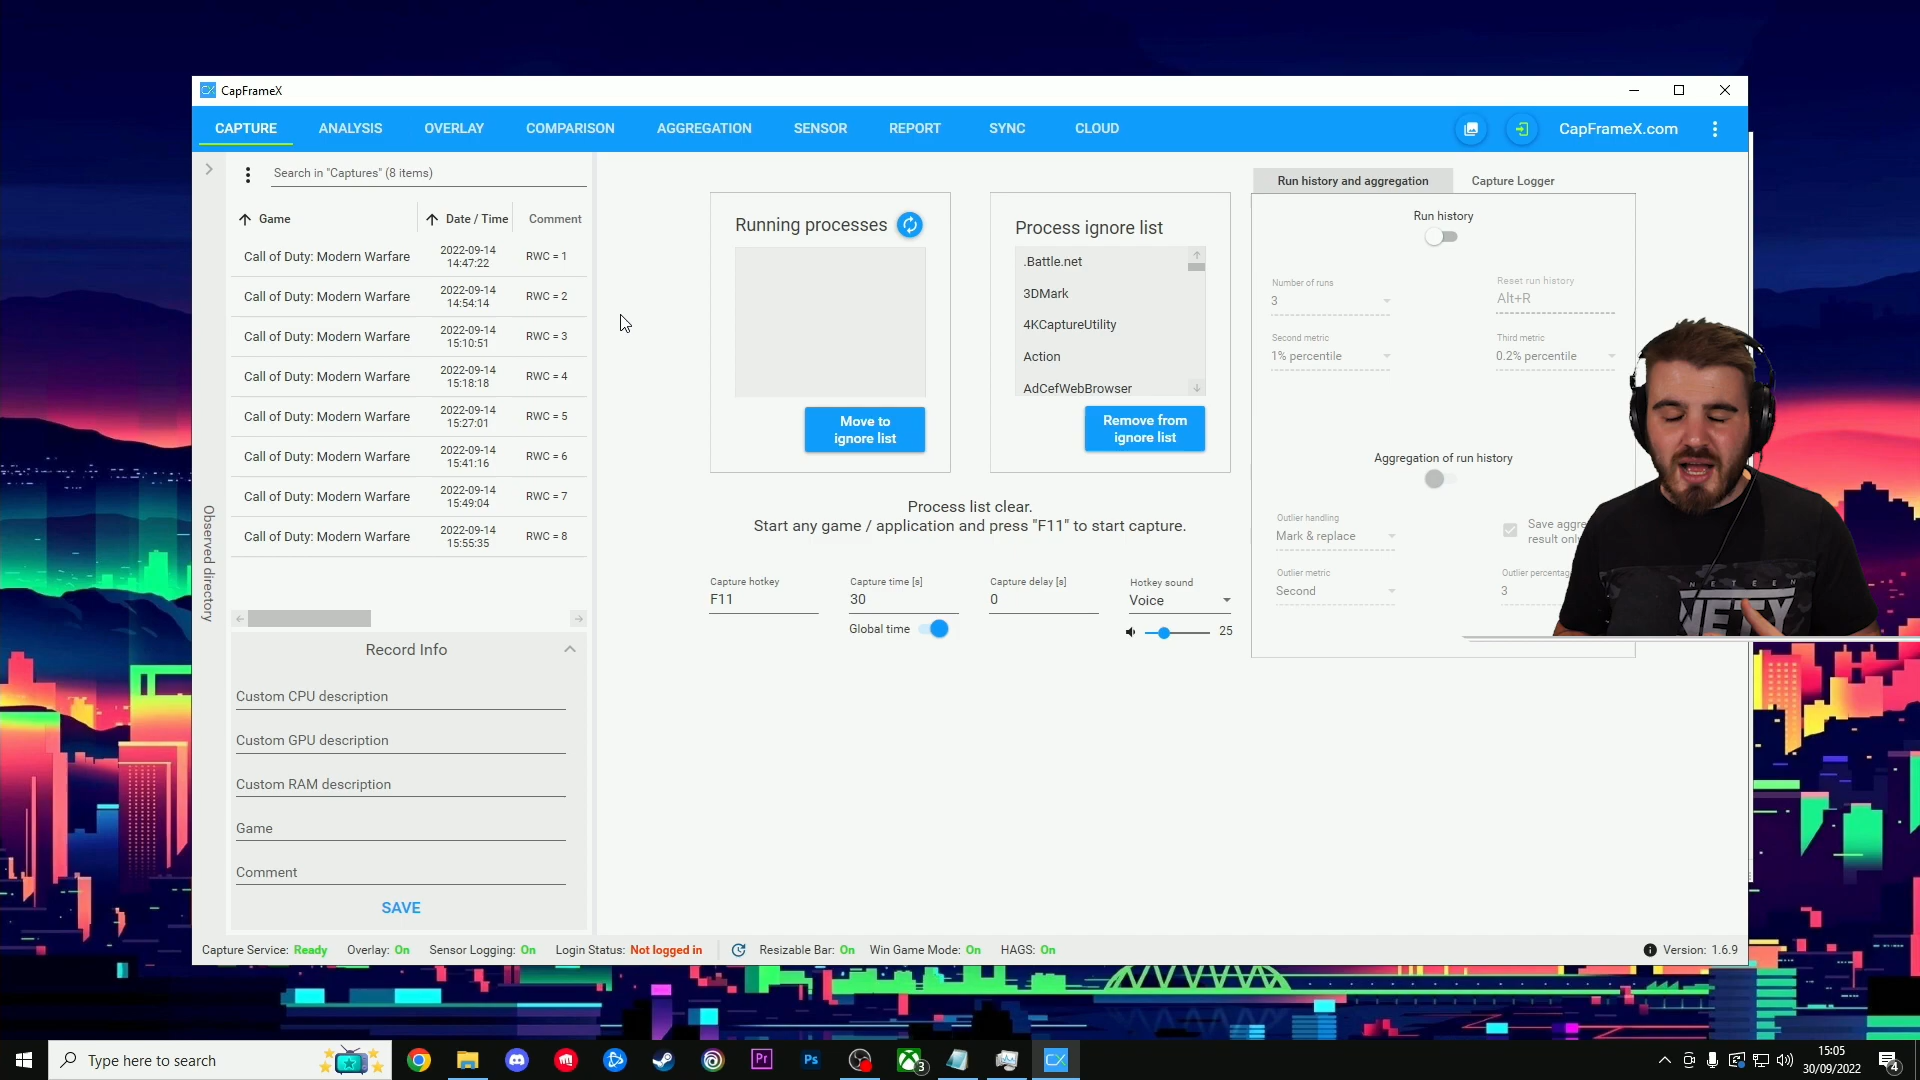 CapFrameX
CAPTURE
ANALYSIS
OVERLAY
COMPARISON
AGGREGATION
SENSOR
REPORT
SYNC
CLOUD
CapFrameX.com
Search in "Captures" (8 items)
Game
Date / Time
Comment
Call of Duty: Modern Warfare
2022-09-14
14:47:22
RWC = 1
Call of Duty: Modern Warfare
2022-09-14
14:54:14
RWC = 2
Call of Duty: Modern Warfare
2022-09-14
15:10:51
RWC = 3
Call of Duty: Modern Warfare
2022-09-14
15:18:18
RWC = 4
Call of Duty: Modern Warfare
2022-09-14
15:27:01
RWC = 5
Call of Duty: Modern Warfare
2022-09-14
15:41:16
RWC = 6
Call of Duty: Modern Warfare
2022-09-14
15:49:04
RWC = 7
Call of Duty: Modern Warfare
2022-09-14
15:55:35
RWC = 8
Observed directory
Record Info
Custom CPU description
Custom GPU description
Custom RAM description
Game
Comment
SAVE
Running processes
Move to
ignore list
Process ignore list
.Battle.net
3DMark
4KCaptureUtility
Action
AdCefWebBrowser
Remove from
ignore list
Process list clear.
Start any game / application and press "F11" to start capture.
Capture hotkey
F11
Capture time [s]
30
Global time
Capture delay [s]
0
Hotkey sound
Voice
25
Run history and aggregation
Capture Logger
Run history
Number of runs
3
Reset run history
Alt+R
Second metric
1% percentile
Third metric
0.2% percentile
Aggregation of run history
Outlier handling
Mark & replace
Save aggre
result only
Outlier metric
Second
Outlier percentag
3
NETEEN
Capture Service: Ready
Overlay: On
Sensor Logging: On
Login Status: Not logged in
Resizable Bar: On
Win Game Mode: On
HAGS: On
Version: 1.6.9
Type here to search
Pr
Ps
3
CX
15:05
30/09/2022
4